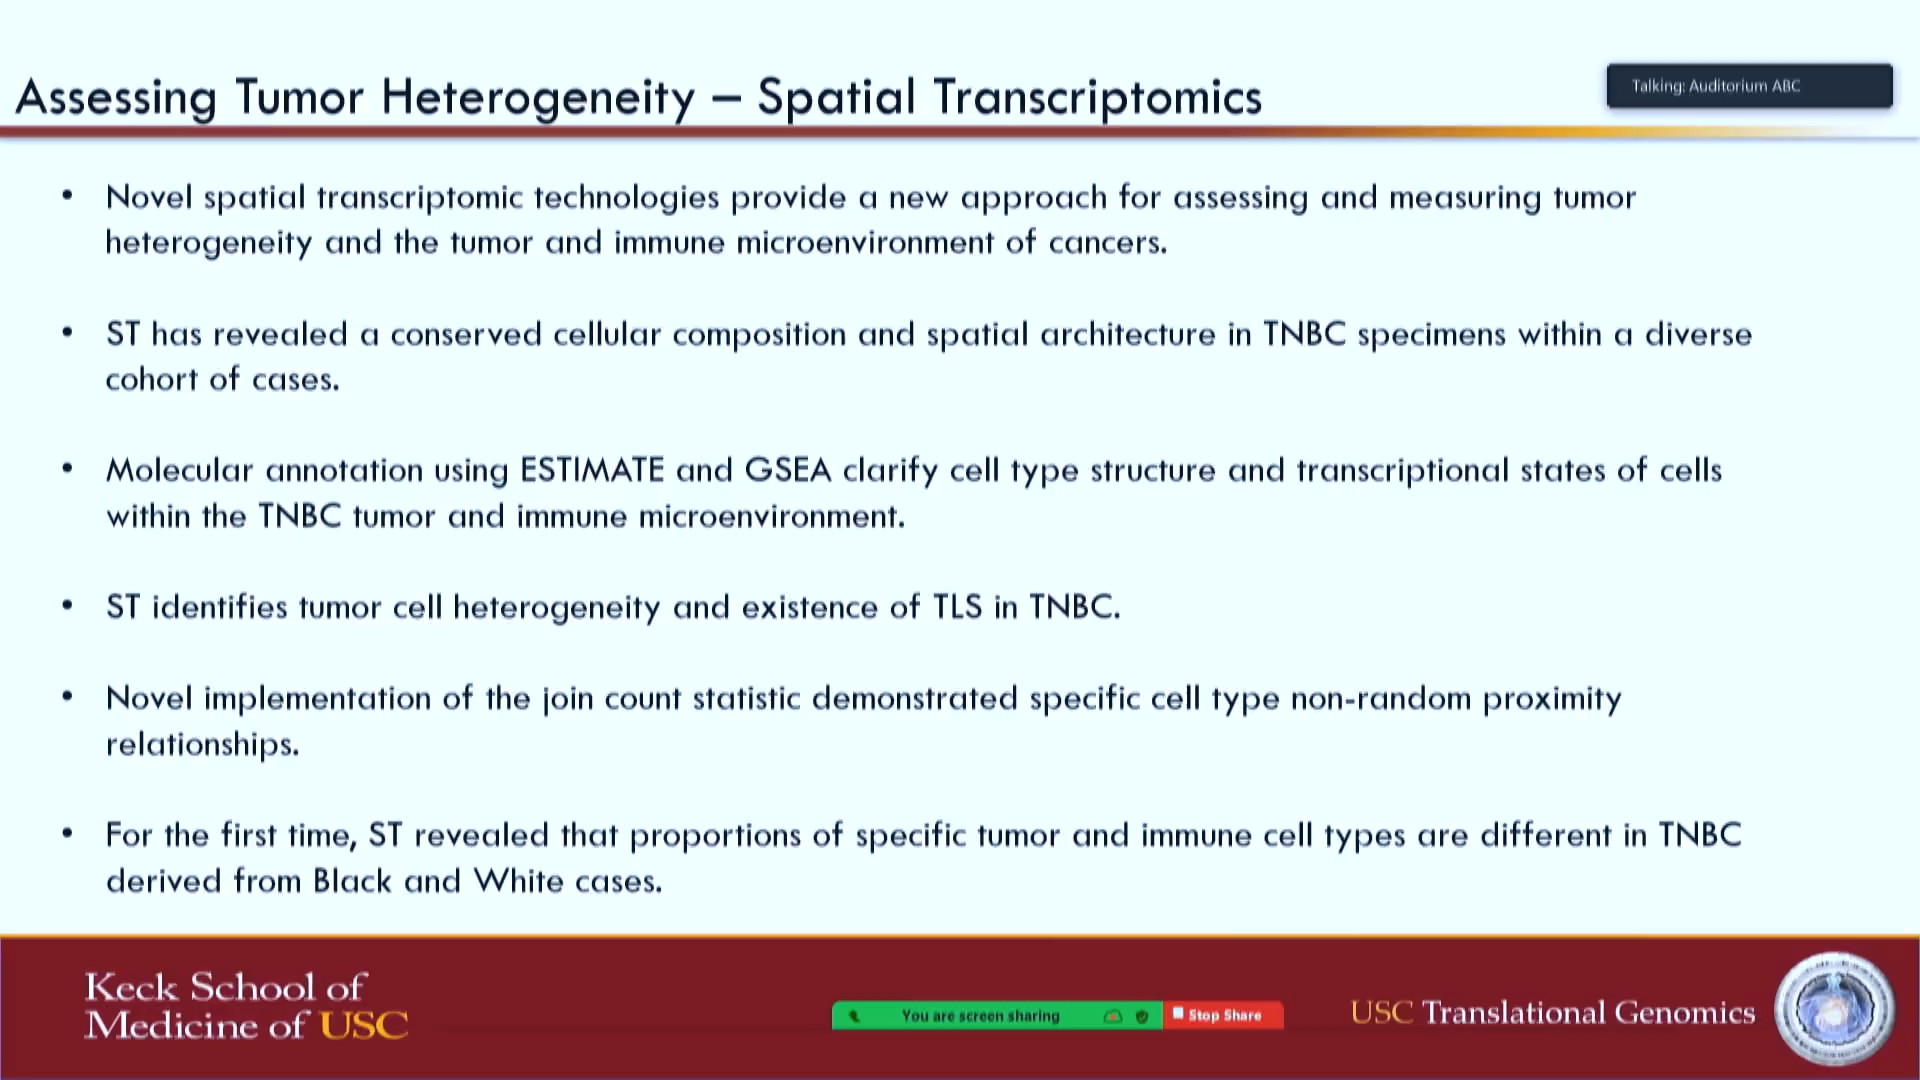 Assessing Tumor Heterogeneity – Spatial Transcriptomics
Talking: Auditorium ABC
• Novel spatial transcriptomic technologies provide a new approach for assessing and measuring tumor
heterogeneity and the tumor and immune microenvironment of cancers.
• ST has revealed a conserved cellular composition and spatial architecture in TNBC specimens within a diverse
cohort of cases.
• Molecular annotation using ESTIMATE and GSEA clarify cell type structure and transcriptional states of cells
within the TNBC tumor and immune microenvironment.
• ST identifies tumor cell heterogeneity and existence of TLS in TNBC.
• Novel implementation of the join count statistic demonstrated specific cell type non-random proximity
relationships.
• For the first time, ST revealed that proportions of specific tumor and immune cell types are different in TNBC
derived from Black and White cases.
Keck School of
Medicine of USC
You are screen sharing
Stop Share
USC Translational Genomics